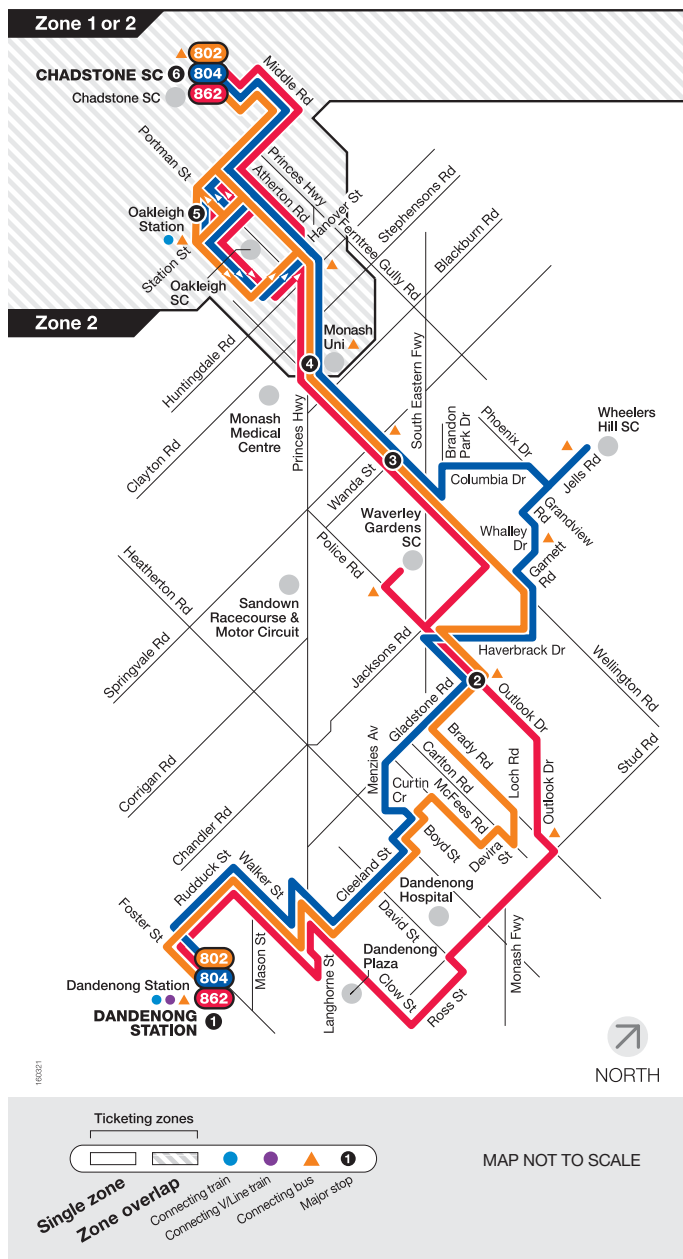 Zone 1 or 2
802
CHADSTONE SC 6 804
Chadstone SC 862
Middle Rd
Portman St
Princes Hwy
Atherton Rd
Hanover St
Stephensons Rd
Ferntree Gully Rd
Blackburn Rd
5
Oakleigh
Station
Station St
Oakleigh
SC
Zone 2
Huntingdale Rd
Monash
Uni
4
South Eastern Fwy
Clayton Rd
Monash
Medical
Centre
Princes Hwy
Brandon
Park Dr
Phoenix Dr
Wheelers
Hill SC
3
Columbia Dr
Jells Rd
Wanda St
Grandview
Rd
Waverley
Gardens
SC
Whalley
Dr
Garnett
Rd
Police Rd
Heatherton Rd
Sandown
Racecourse &
Motor Circuit
Springvale Rd
Jacksons Rd
Haverbrack Dr
Wellington Rd
2
Outlook Dr
Gladstone Rd
Brady Rd
Stud Rd
Corrigan Rd
Menzies Av
Carlton Rd
Loch Rd
Outlook Dr
Curtin
Cr
McFees Rd
Chandler Rd
Boyd St
Devira
St
Rudduck St
Walker St
Cleeland St
Dandenong
Hospital
Foster St
David St
Mason St
Dandenong
Plaza
Monash Fwy
802
Dandenong Station 804
862
DANDENONG
STATION 1
Langhorne St
Clow St
Ross St
160321
NORTH
Ticketing zones
1
MAP NOT TO SCALE
Single zone
Zone overlap
Connecting train
Connecting V/Line train
Connecting bus
Major stop